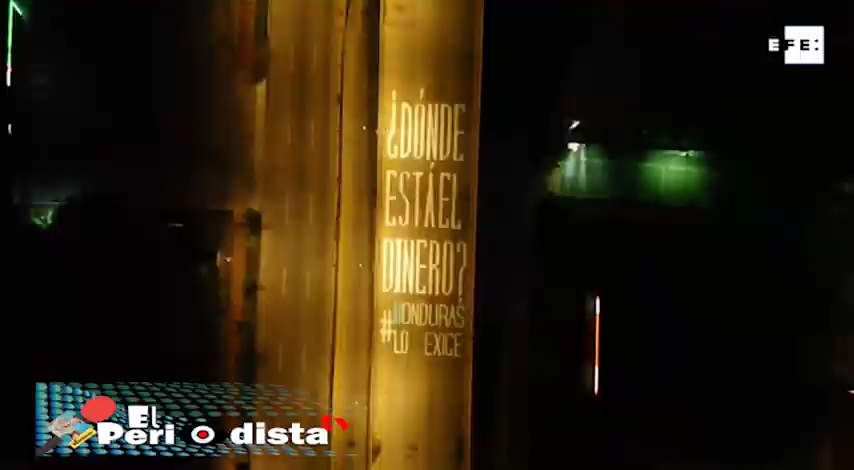 EFE:
¿DÓNDE
ESTÁ EL
DINERO?
#HONDURAS
LO EXIGE
El
Peri o dista